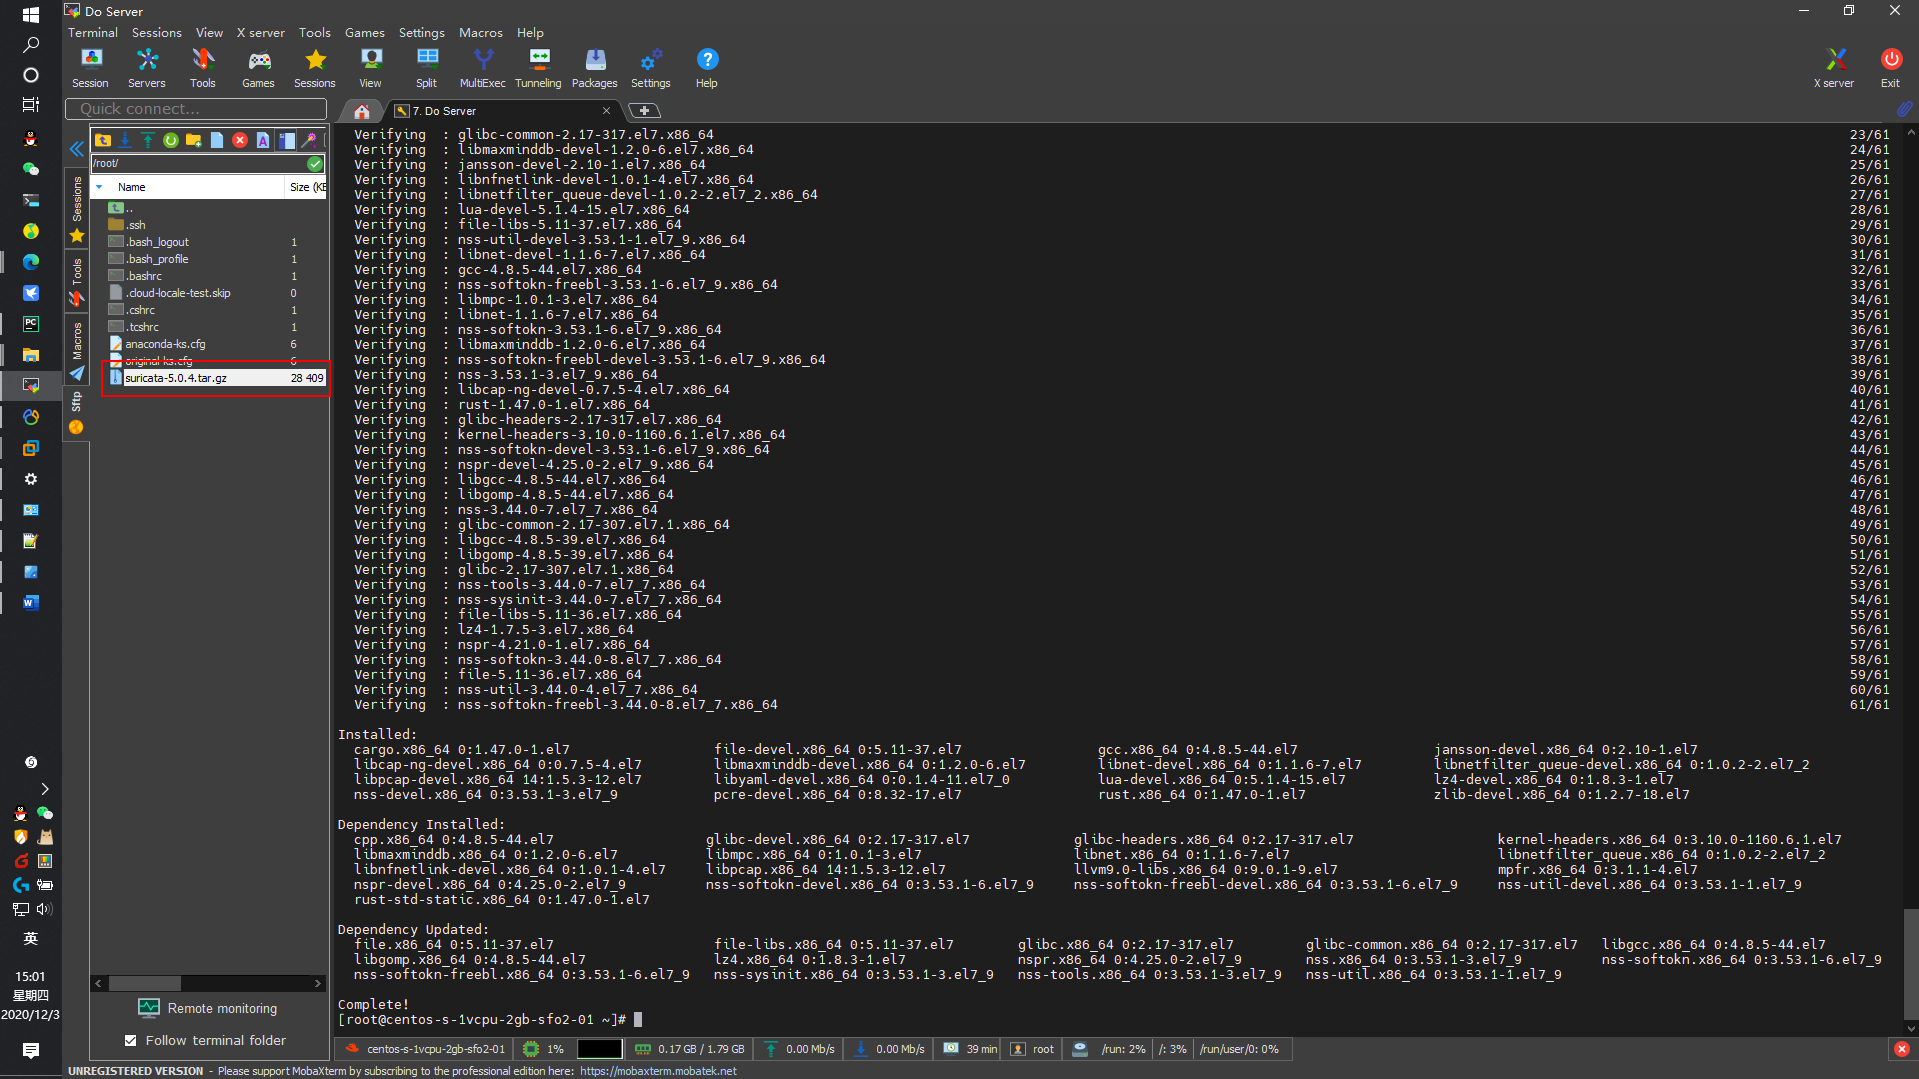 Do Server
Terminal Sessions View X server Tools Games Settings Macros Help
Session Servers Tools Games Sessions View Split MultiExec Tunneling Packages Settings Help X server Exit
Quick connect...
7. Do Server
/root/
Name Size (KB
Sessions
Tools
Macros
Sftp
..
.ssh
.bash_logout 1
.bash_profile 1
.bashrc 1
.cloud-locale-test.skip 0
.cshrc 1
.tcshrc 1
anaconda-ks.cfg 6
original-ks.cfg 6
suricata-5.0.4.tar.gz 28 409
Verifying : glibc-common-2.17-317.el7.x86_64 23/61
Verifying : libmaxminddb-devel-1.2.0-6.el7.x86_64 24/61
Verifying : jansson-devel-2.10-1.el7.x86_64 25/61
Verifying : libnfnetlink-devel-1.0.1-4.el7.x86_64 26/61
Verifying : libnetfilter_queue-devel-1.0.2-2.el7_2.x86_64 27/61
Verifying : lua-devel-5.1.4-15.el7.x86_64 28/61
Verifying : file-libs-5.11-37.el7.x86_64 29/61
Verifying : nss-util-devel-3.53.1-1.el7_9.x86_64 30/61
Verifying : libnet-devel-1.1.6-7.el7.x86_64 31/61
Verifying : gcc-4.8.5-44.el7.x86_64 32/61
Verifying : nss-softokn-freebl-3.53.1-6.el7_9.x86_64 33/61
Verifying : libmpc-1.0.1-3.el7.x86_64 34/61
Verifying : libnet-1.1.6-7.el7.x86_64 35/61
Verifying : nss-softokn-3.53.1-6.el7_9.x86_64 36/61
Verifying : libmaxminddb-1.2.0-6.el7.x86_64 37/61
Verifying : nss-softokn-freebl-devel-3.53.1-6.el7_9.x86_64 38/61
Verifying : nss-3.53.1-3.el7_9.x86_64 39/61
Verifying : libcap-ng-devel-0.7.5-4.el7.x86_64 40/61
Verifying : rust-1.47.0-1.el7.x86_64 41/61
Verifying : glibc-headers-2.17-317.el7.x86_64 42/61
Verifying : kernel-headers-3.10.0-1160.6.1.el7.x86_64 43/61
Verifying : nss-softokn-devel-3.53.1-6.el7_9.x86_64 44/61
Verifying : nspr-devel-4.25.0-2.el7_9.x86_64 45/61
Verifying : libgcc-4.8.5-44.el7.x86_64 46/61
Verifying : libgomp-4.8.5-44.el7.x86_64 47/61
Verifying : nss-3.44.0-7.el7_7.x86_64 48/61
Verifying : glibc-common-2.17-307.el7.1.x86_64 49/61
Verifying : libgcc-4.8.5-39.el7.x86_64 50/61
Verifying : libgomp-4.8.5-39.el7.x86_64 51/61
Verifying : glibc-2.17-307.el7.1.x86_64 52/61
Verifying : nss-tools-3.44.0-7.el7_7.x86_64 53/61
Verifying : nss-sysinit-3.44.0-7.el7_7.x86_64 54/61
Verifying : file-libs-5.11-36.el7.x86_64 55/61
Verifying : lz4-1.7.5-3.el7.x86_64 56/61
Verifying : nspr-4.21.0-1.el7.x86_64 57/61
Verifying : nss-softokn-3.44.0-8.el7_7.x86_64 58/61
Verifying : file-5.11-36.el7.x86_64 59/61
Verifying : nss-util-3.44.0-4.el7_7.x86_64 60/61
Verifying : nss-softokn-freebl-3.44.0-8.el7_7.x86_64 61/61
Installed:
cargo.x86_64 0:1.47.0-1.el7 file-devel.x86_64 0:5.11-37.el7 gcc.x86_64 0:4.8.5-44.el7 jansson-devel.x86_64 0:2.10-1.el7
libcap-ng-devel.x86_64 0:0.7.5-4.el7 libmaxminddb-devel.x86_64 0:1.2.0-6.el7 libnet-devel.x86_64 0:1.1.6-7.el7 libnetfilter_queue-devel.x86_64 0:1.0.2-2.el7_2
libpcap-devel.x86_64 14:1.5.3-12.el7 libyaml-devel.x86_64 0:0.1.4-11.el7_0 lua-devel.x86_64 0:5.1.4-15.el7 lz4-devel.x86_64 0:1.8.3-1.el7
nss-devel.x86_64 0:3.53.1-3.el7_9 pcre-devel.x86_64 0:8.32-17.el7 rust.x86_64 0:1.47.0-1.el7 zlib-devel.x86_64 0:1.2.7-18.el7
Dependency Installed:
cpp.x86_64 0:4.8.5-44.el7 glibc-devel.x86_64 0:2.17-317.el7 glibc-headers.x86_64 0:2.17-317.el7 kernel-headers.x86_64 0:3.10.0-1160.6.1.el7
libmaxminddb.x86_64 0:1.2.0-6.el7 libmpc.x86_64 0:1.0.1-3.el7 libnet.x86_64 0:1.1.6-7.el7 libnetfilter_queue.x86_64 0:1.0.2-2.el7_2
libnfnetlink-devel.x86_64 0:1.0.1-4.el7 libpcap.x86_64 14:1.5.3-12.el7 llvm9.0-libs.x86_64 0:9.0.1-9.el7 mpfr.x86_64 0:3.1.1-4.el7
nspr-devel.x86_64 0:4.25.0-2.el7_9 nss-softokn-devel.x86_64 0:3.53.1-6.el7_9 nss-softokn-freebl-devel.x86_64 0:3.53.1-6.el7_9 nss-util-devel.x86_64 0:3.53.1-1.el7_9
rust-std-static.x86_64 0:1.47.0-1.el7
Dependency Updated:
file.x86_64 0:5.11-37.el7 file-libs.x86_64 0:5.11-37.el7 glibc.x86_64 0:2.17-317.el7 glibc-common.x86_64 0:2.17-317.el7 libgcc.x86_64 0:4.8.5-44.el7
libgomp.x86_64 0:4.8.5-44.el7 lz4.x86_64 0:1.8.3-1.el7 nspr.x86_64 0:4.25.0-2.el7_9 nss.x86_64 0:3.53.1-3.el7_9 nss-softokn.x86_64 0:3.53.1-6.el7_9
nss-softokn-freebl.x86_64 0:3.53.1-6.el7_9 nss-sysinit.x86_64 0:3.53.1-3.el7_9 nss-tools.x86_64 0:3.53.1-3.el7_9 nss-util.x86_64 0:3.53.1-1.el7_9
Complete!
[root@centos-s-1vcpu-2gb-sfo2-01 ~]#
Remote monitoring
Follow terminal folder
英
15:01
星期四
2020/12/3
centos-s-1vcpu-2gb-sfo2-01 1% 0.17 GB / 1.79 GB 0.00 Mb/s 0.00 Mb/s 39 min root /run: 2% /: 3% /run/user/0: 0%
UNREGISTERED VERSION - Please support MobaXterm by subscribing to the professional edition here: https://mobaxterm.mobatek.net